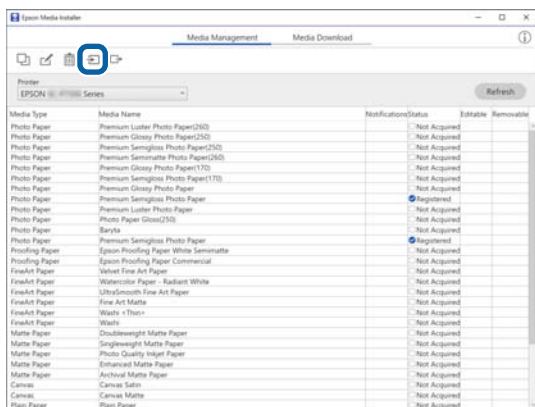 Epson Media Installer
Media Management Media Download
Printer
EPSON Series
Refresh
Media Type Media Name Notifications Status Editable Removable
Photo Paper Premium Luster Photo Paper(260) Not Acquired
Photo Paper Premium Glossy Photo Paper(250) Not Acquired
Photo Paper Premium Semigloss Photo Paper(250) Not Acquired
Photo Paper Premium Semimatte Photo Paper(260) Not Acquired
Photo Paper Premium Glossy Photo Paper(170) Not Acquired
Photo Paper Premium Semigloss Photo Paper(170) Not Acquired
Photo Paper Premium Glossy Photo Paper Not Acquired
Photo Paper Premium Semigloss Photo Paper Registered
Photo Paper Premium Luster Photo Paper Not Acquired
Photo Paper Photo Paper Gloss(250) Not Acquired
Photo Paper Baryta Not Acquired
Photo Paper Premium Semigloss Photo Paper Registered
Proofing Paper Epson Proofing Paper White Semimatte Not Acquired
Proofing Paper Epson Proofing Paper Commercial Not Acquired
FineArt Paper Velvet Fine Art Paper Not Acquired
FineArt Paper Watercolor Paper - Radiant White Not Acquired
FineArt Paper UltraSmooth Fine Art Paper Not Acquired
FineArt Paper Fine Art Matte Not Acquired
FineArt Paper Washi <Thin> Not Acquired
FineArt Paper Washi Not Acquired
Matte Paper Doubleweight Matte Paper Not Acquired
Matte Paper Singleweight Matte Paper Not Acquired
Matte Paper Photo Quality Inkjet Paper Not Acquired
Matte Paper Enhanced Matte Paper Not Acquired
Matte Paper Archival Matte Paper Not Acquired
Canvas Canvas Satin Not Acquired
Canvas Canvas Matte Not Acquired
Plain Paper Plain Paper Not Acquired